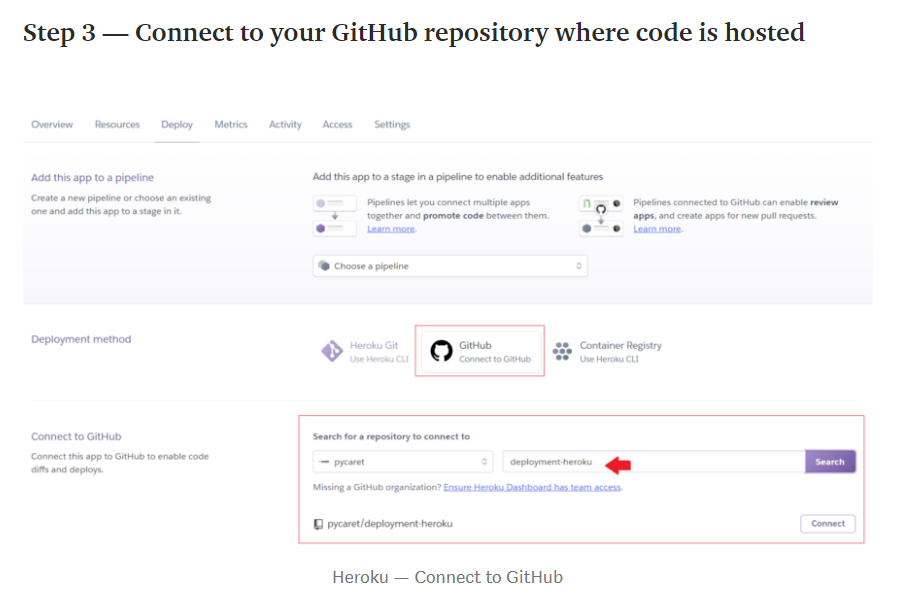 Step 3 — Connect to your GitHub repository where code is hosted
Overview Resources Deploy Metrics Activity Access Settings
Add this app to a pipeline
Create a new pipeline or choose an existing
one and add this app to a stage in it.
Add this app to a stage in a pipeline to enable additional features
Pipelines let you connect multiple apps
together and promote code between them.
Learn more.
Pipelines connected to GitHub can enable review
apps, and create apps for new pull requests.
Learn more.
Choose a pipeline
Deployment method
Heroku Git
Use Heroku CLI
GitHub
Connect to GitHub
Container Registry
Use Heroku CLI
Connect to GitHub
Connect this app to GitHub to enable code
diffs and deploys.
Search for a repository to connect to
pycaret
deployment-heroku
Search
Missing a GitHub organization? Ensure Heroku Dashboard has team access.
pycaret/deployment-heroku
Connect
Heroku — Connect to GitHub